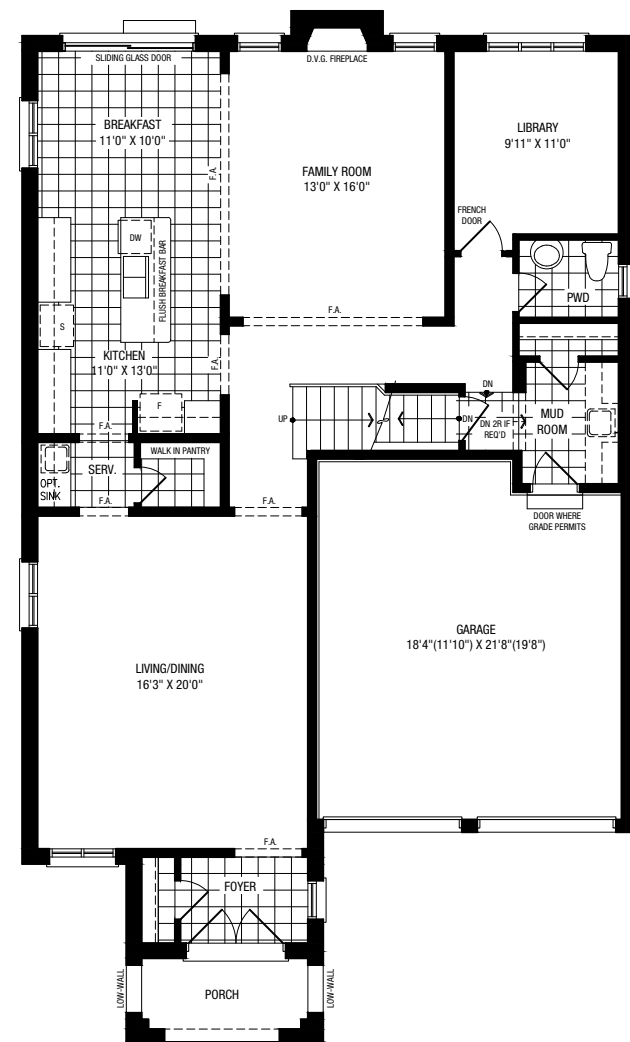 SLIDING GLASS DOOR
D.V.G. FIREPLACE
BREAKFAST
11'0" X 10'0"
F.A.
FAMILY ROOM
13'0" X 16'0"
LIBRARY
9'11" X 11'0"
FRENCH
DOOR
DW
FLUSH BREAKFAST BAR
PWD
S
F.A.
KITCHEN
11'0" X 13'0"
F.A.
F
UP
DN
DN
DN 2R IF
REQ'D
MUD
ROOM
F.A.
WALK IN PANTRY
SERV.
OPT.
SINK
F.A.
F.A.
DOOR WHERE
GRADE PERMITS
GARAGE
18'4"(11'10") X 21'8"(19'8")
LIVING/DINING
16'3" X 20'0"
F.A.
FOYER
LOW-WALL
PORCH
LOW-WALL